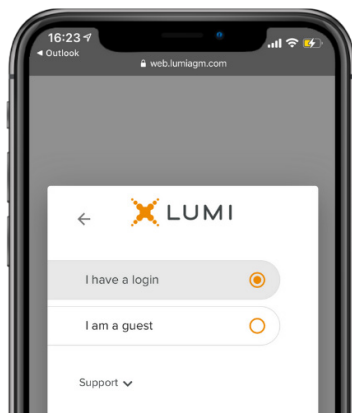 16:23
Outlook
web.lumiagm.com
LUMI
I have a login
I am a guest
Support